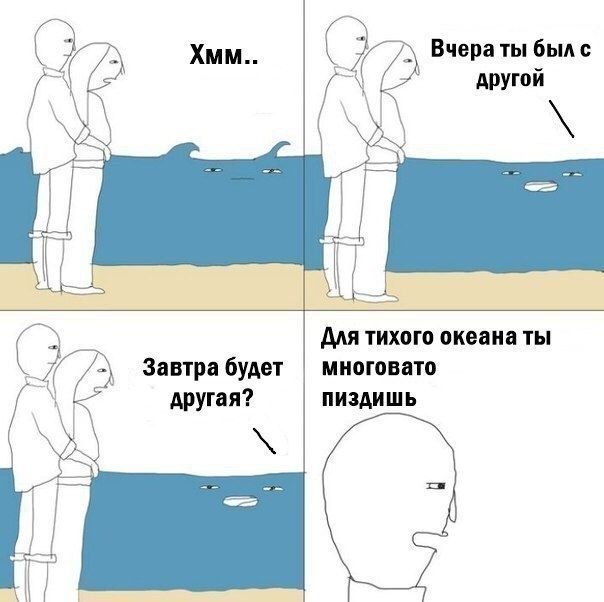 Хмм..
Вчера ты был с
другой
Завтра будет
другая?
Для тихого океана ты
многовато
пиздишь